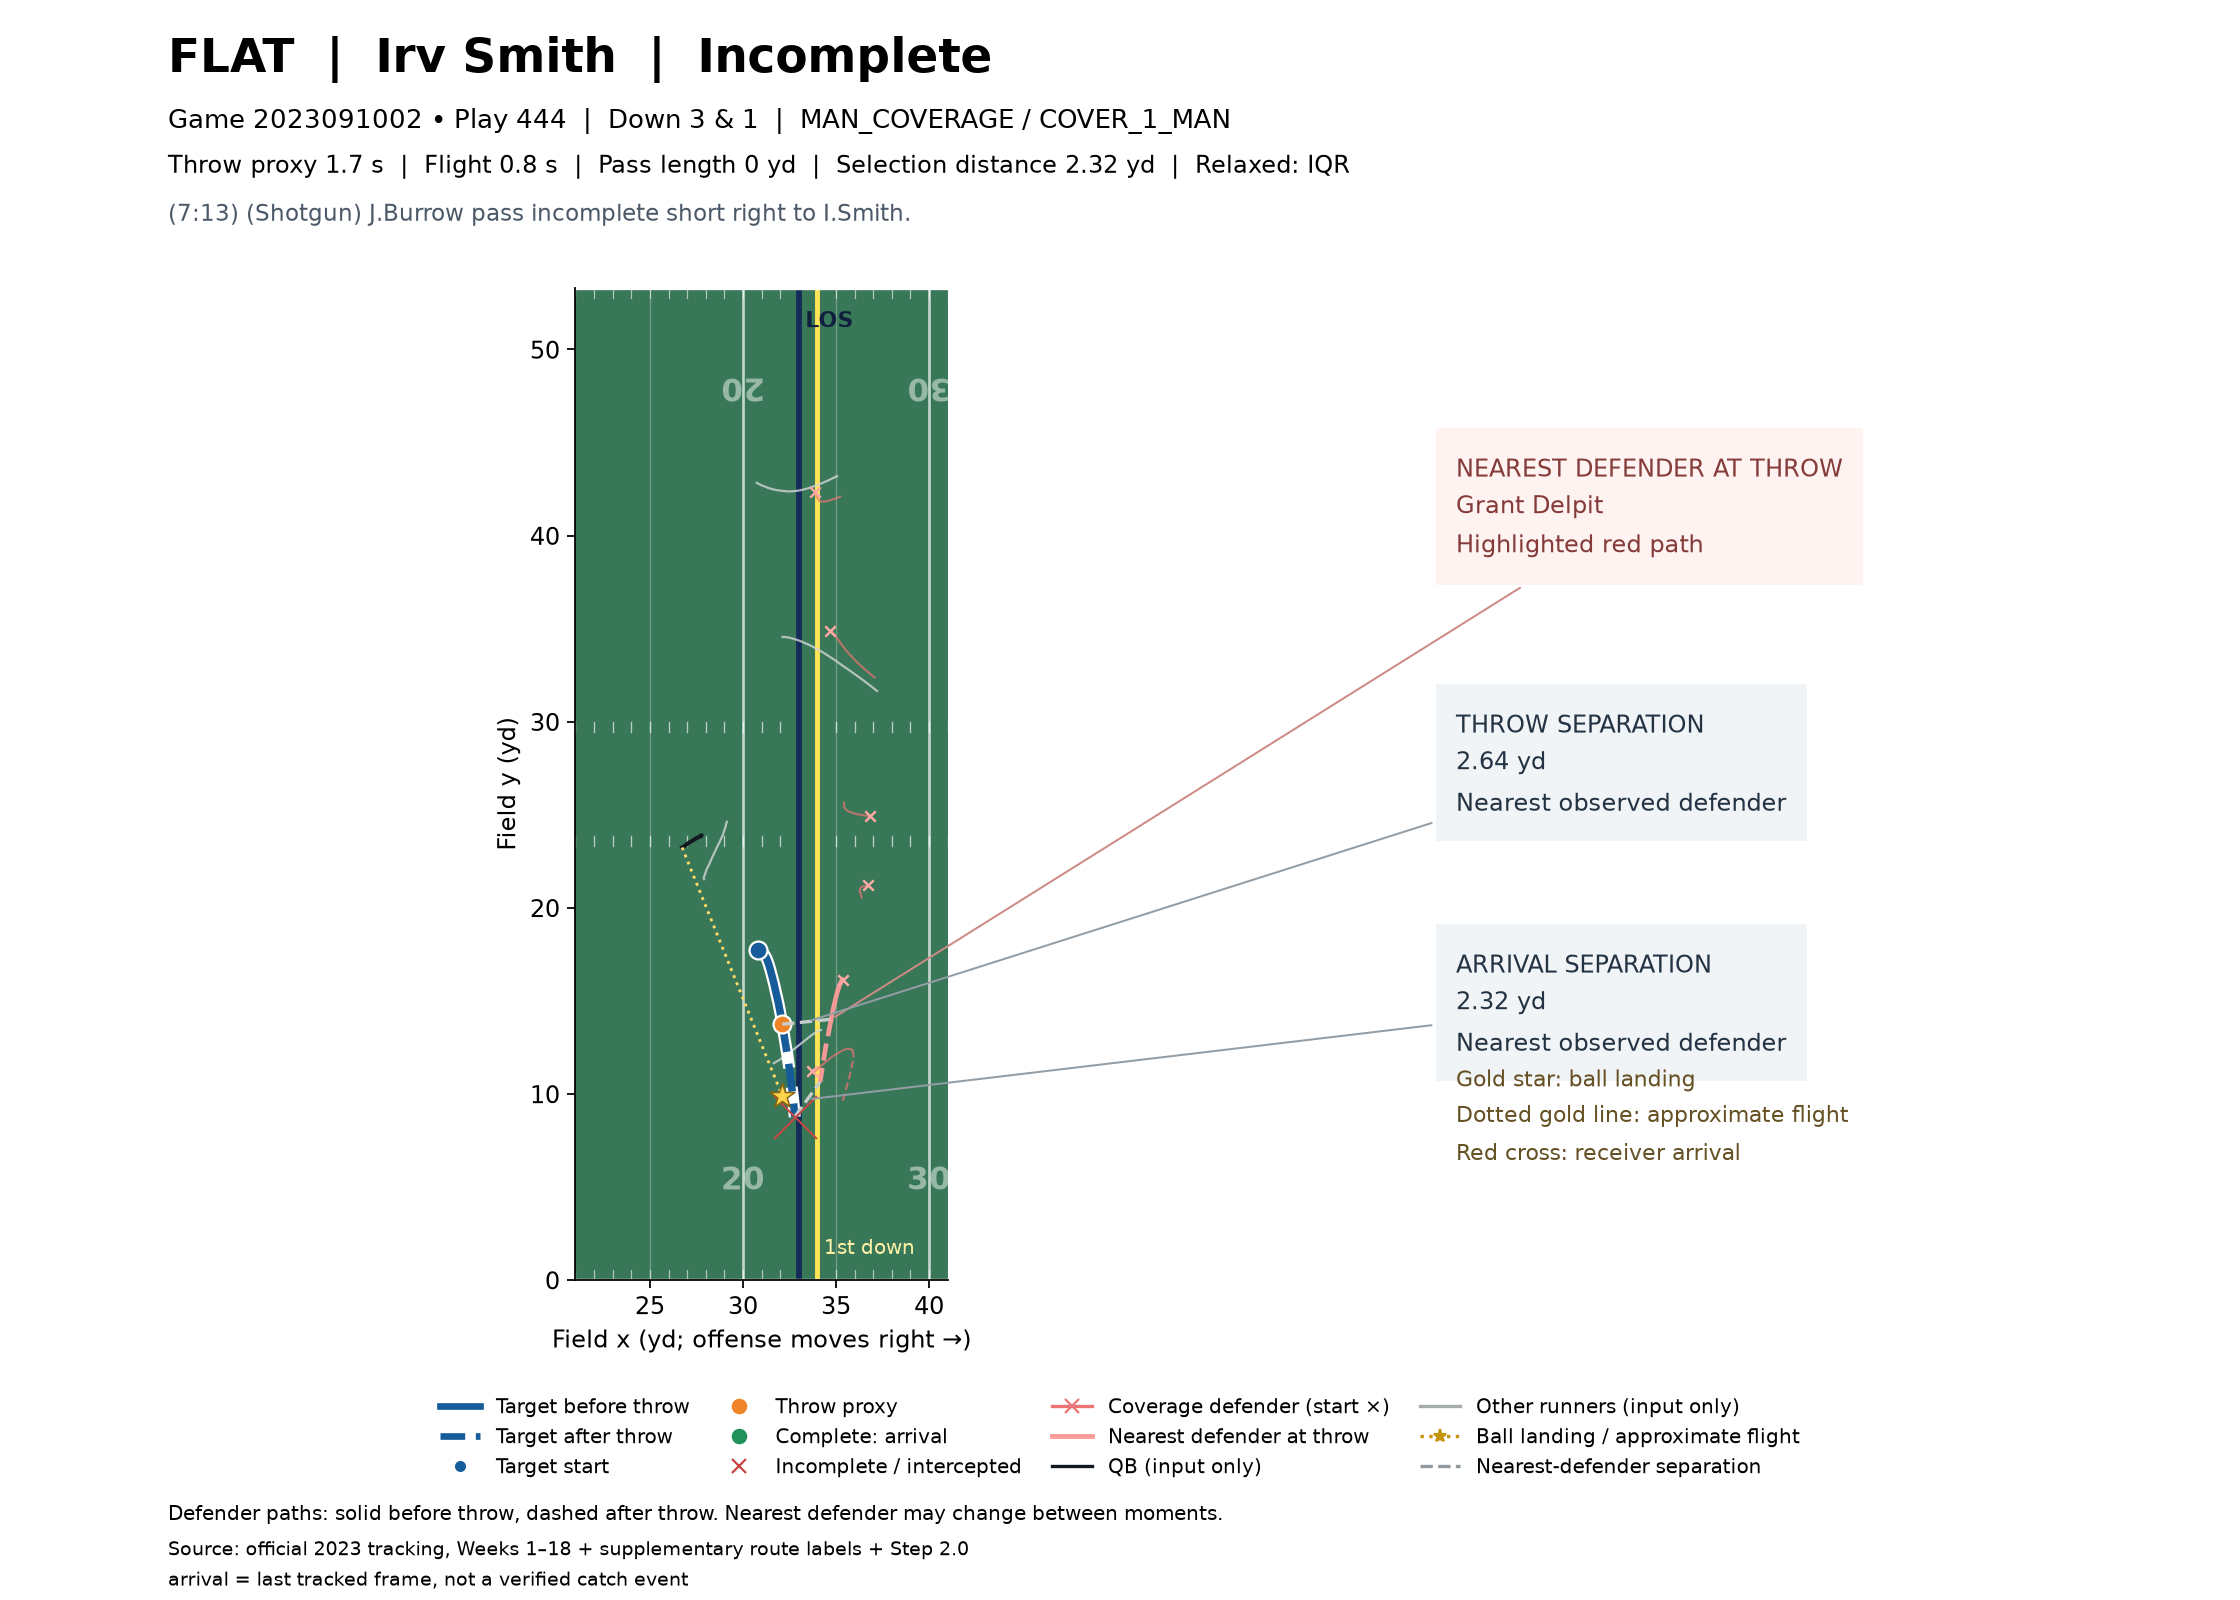 FLAT | Irv Smith | Incomplete
Game 2023091002 • Play 444 | Down 3 & 1 | MAN_COVERAGE / COVER_1_MAN
Throw proxy 1.7 s | Flight 0.8 s | Pass length 0 yd | Selection distance 2.32 yd | Relaxed: IQR
(7:13) (Shotgun) J.Burrow pass incomplete short right to I.Smith.
LOS
20
30
50
40
30
20
10
0
Field y (yd)
20
30
1st down
25
30
35
40
Field x (yd; offense moves right →)
NEAREST DEFENDER AT THROW
Grant Delpit
Highlighted red path
THROW SEPARATION
2.64 yd
Nearest observed defender
ARRIVAL SEPARATION
2.32 yd
Nearest observed defender
Gold star: ball landing
Dotted gold line: approximate flight
Red cross: receiver arrival
Target before throw
Target after throw
Target start
Throw proxy
Complete: arrival
Incomplete / intercepted
Coverage defender (start ×)
Nearest defender at throw
QB (input only)
Other runners (input only)
Ball landing / approximate flight
Nearest-defender separation
Defender paths: solid before throw, dashed after throw. Nearest defender may change between moments.
Source: official 2023 tracking, Weeks 1–18 + supplementary route labels + Step 2.0
arrival = last tracked frame, not a verified catch event